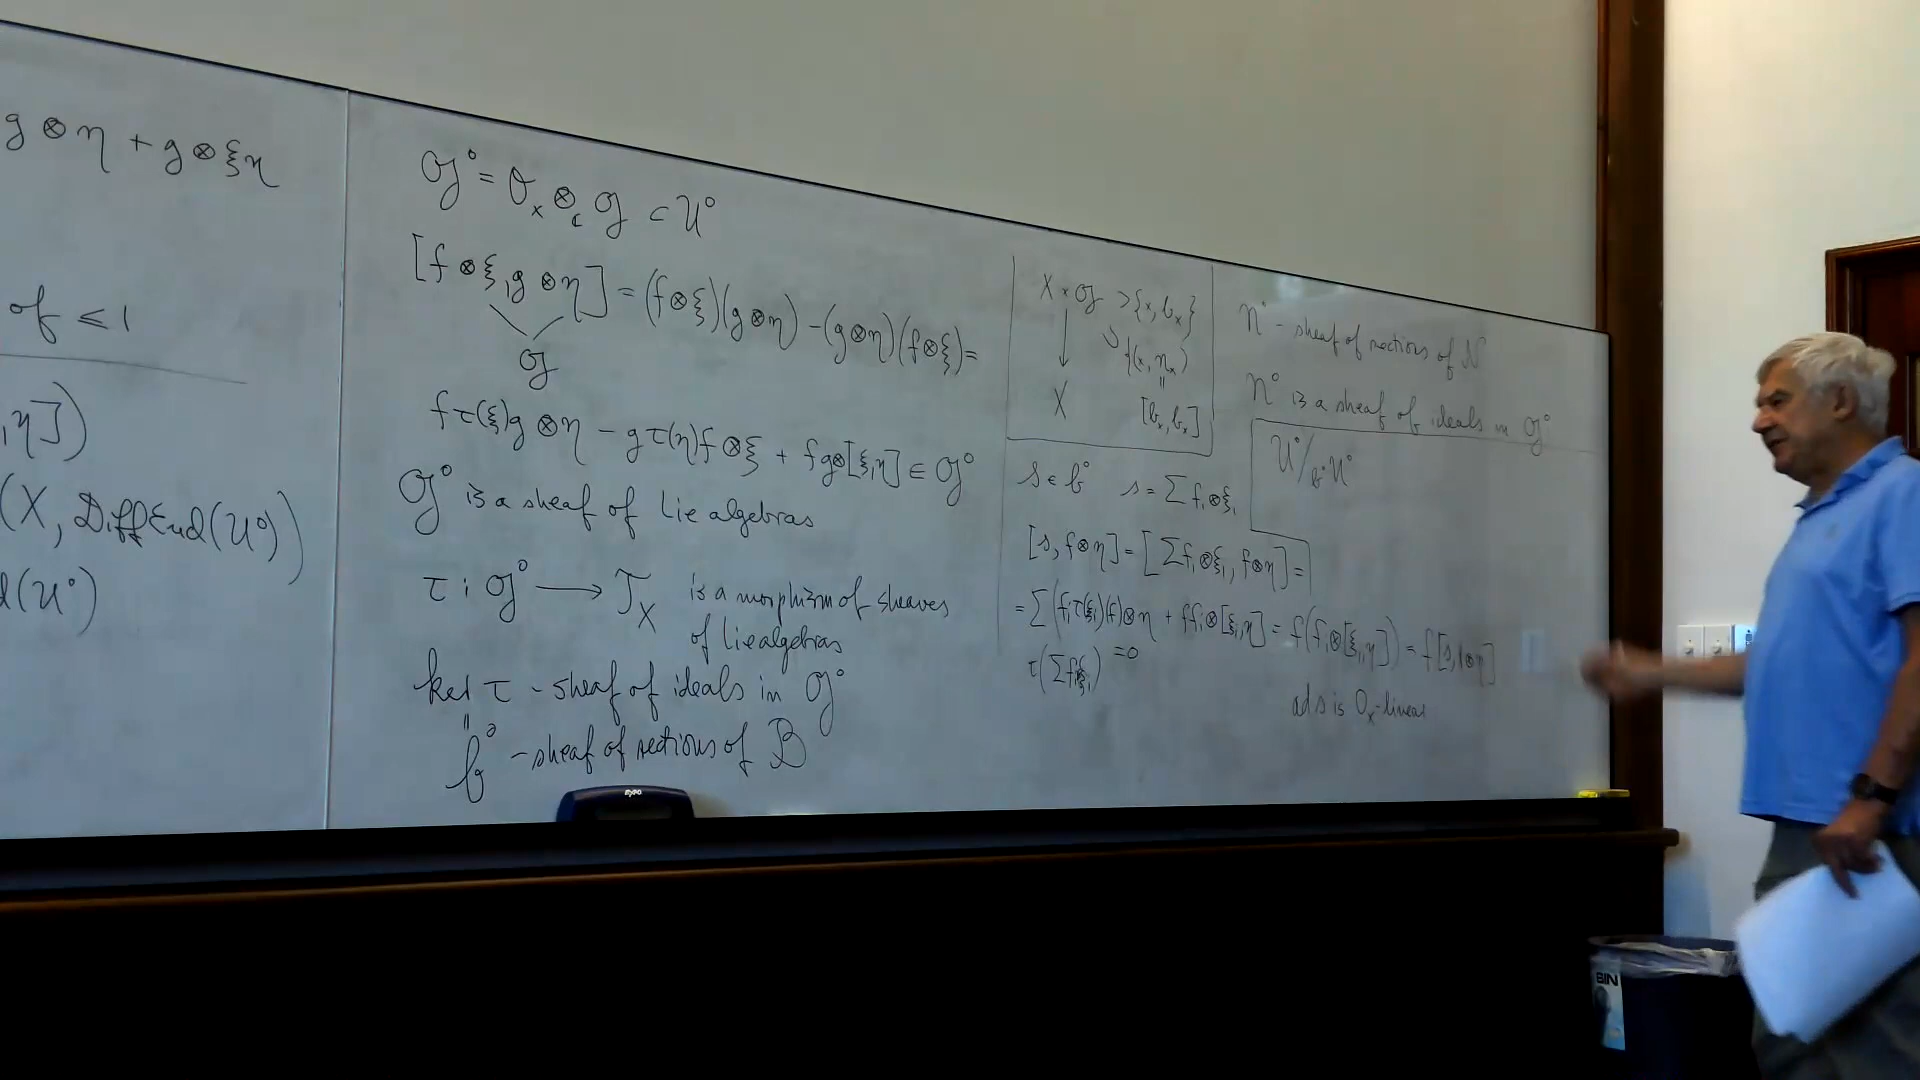 g ⊗ η + g ⊗ ξη
of ≤ 1
, η])
(X, DiffEnd(U°))
d(U°)
𝔤° = O_X ⊗_C 𝔤 ⊂ U°
[f ⊗ ξ, g ⊗ η] = (f ⊗ ξ)(g ⊗ η) − (g ⊗ η)(f ⊗ ξ) =
𝔤
fτ(ξ)g ⊗ η − gτ(η)f ⊗ ξ + fg ⊗ [ξ, η] ∈ 𝔤°
𝔤° is a sheaf of Lie algebras
τ : 𝔤° → T_X is a morphism of sheaves
of Lie algebras
ker τ - sheaf of ideals in 𝔤°
=
𝔟° - sheaf of sections of B
X × 𝔤 ⊃ {x, 𝔟_x}
∪
{(x, 𝔫_x)
↓
=
X
[𝔟_x, 𝔟_x]
s ∈ 𝔟° s = Σ f_i ⊗ ξ_i
[s, f ⊗ η] = [Σ f_i ⊗ ξ_i, f ⊗ η] =
= Σ (f_i τ(ξ_i)(f) ⊗ η + f f_i ⊗ [ξ_i, η] = f(f_i ⊗ [ξ_i, η]) = f[s, 1 ⊗ η]
τ(Σ f_i ξ_i) = 0
ad s is O_X-linear
𝔫° - sheaf of sections of N
𝔫° is a sheaf of ideals in 𝔤°
U°/𝔟°U°
EXPO
BIN